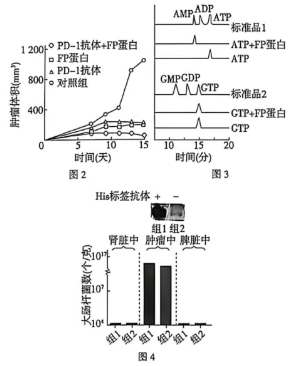 PD-1抗体+FP蛋白
FP蛋白
PD-1抗体
对照组
肿瘤体积(mm³)
1 200
800
400
0
0 5 10 15
时间(天)
图2
AMP ADP ATP
标准品1
ATP+FP蛋白
ATP
GMP GDP GTP
标准品2
GTP+FP蛋白
GTP
5 10 15 20
时间(分)
图3
His标签抗体 + −
组1 组2
肾脏中 肿瘤中 脾脏中
大肠杆菌数(个/克)
10⁷
<10⁴
组1 组2 组1 组2 组1 组2
图4